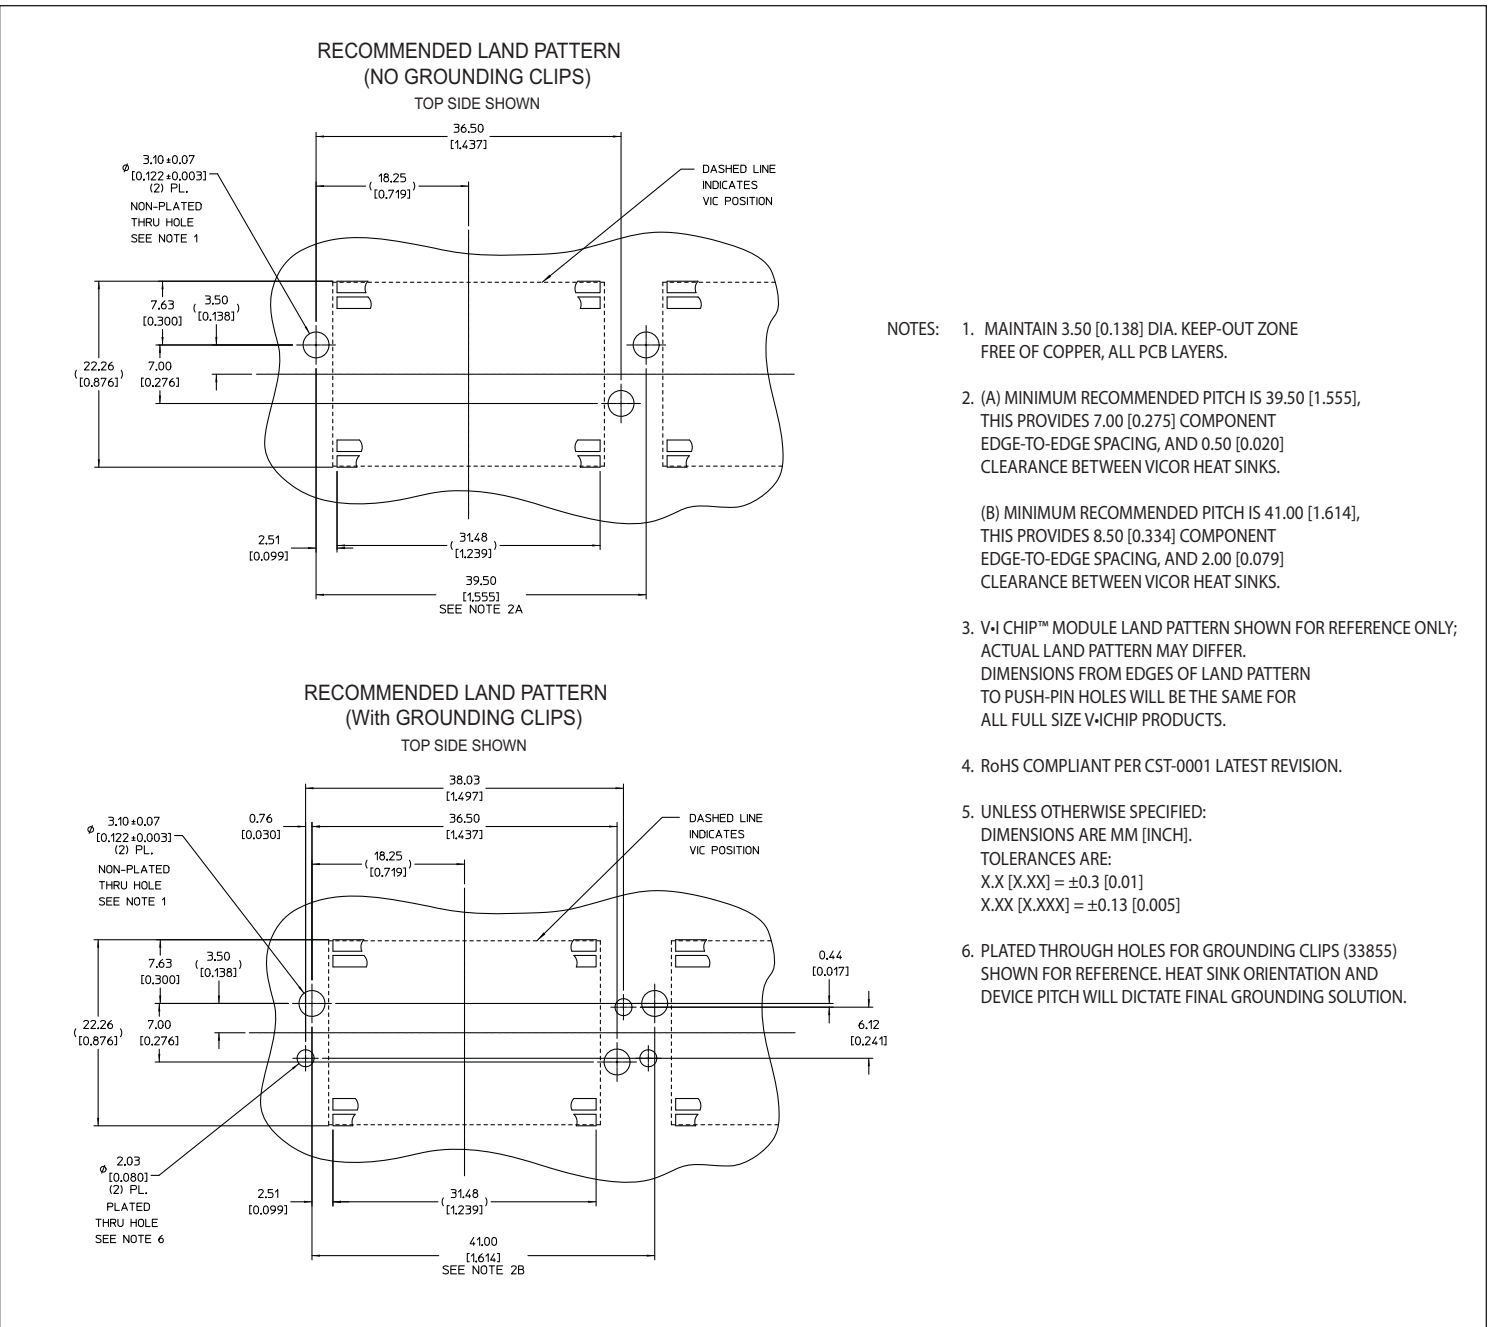 RECOMMENDED LAND PATTERN
(NO GROUNDING CLIPS)
TOP SIDE SHOWN
36.50
[1.437]
ø 3.10±0.07
[0.122±0.003]
(2) PL.
NON-PLATED
THRU HOLE
SEE NOTE 1
( 18.25 )
[0.719]
DASHED LINE
INDICATES
VIC POSITION
7.63
[0.300]
( 3.50 )
[0.138]
( 22.26 )
[0.876]
7.00
[0.276]
2.51
[0.099]
( 31.48 )
[1.239]
39.50
[1.555]
SEE NOTE 2A
RECOMMENDED LAND PATTERN
(With GROUNDING CLIPS)
TOP SIDE SHOWN
38.03
[1.497]
ø 3.10±0.07
[0.122±0.003]
(2) PL.
NON-PLATED
THRU HOLE
SEE NOTE 1
0.76
[0.030]
36.50
[1.437]
( 18.25 )
[0.719]
DASHED LINE
INDICATES
VIC POSITION
7.63
[0.300]
( 3.50 )
[0.138]
0.44
[0.017]
( 22.26 )
[0.876]
7.00
[0.276]
6.12
[0.241]
ø 2.03
[0.080]
(2) PL.
PLATED
THRU HOLE
SEE NOTE 6
2.51
[0.099]
( 31.48 )
[1.239]
41.00
[1.614]
SEE NOTE 2B
NOTES: 1. MAINTAIN 3.50 [0.138] DIA. KEEP-OUT ZONE
FREE OF COPPER, ALL PCB LAYERS.
2. (A) MINIMUM RECOMMENDED PITCH IS 39.50 [1.555],
THIS PROVIDES 7.00 [0.275] COMPONENT
EDGE-TO-EDGE SPACING, AND 0.50 [0.020]
CLEARANCE BETWEEN VICOR HEAT SINKS.
(B) MINIMUM RECOMMENDED PITCH IS 41.00 [1.614],
THIS PROVIDES 8.50 [0.334] COMPONENT
EDGE-TO-EDGE SPACING, AND 2.00 [0.079]
CLEARANCE BETWEEN VICOR HEAT SINKS.
3. V•I CHIP™ MODULE LAND PATTERN SHOWN FOR REFERENCE ONLY;
ACTUAL LAND PATTERN MAY DIFFER.
DIMENSIONS FROM EDGES OF LAND PATTERN
TO PUSH-PIN HOLES WILL BE THE SAME FOR
ALL FULL SIZE V•ICHIP PRODUCTS.
4. RoHS COMPLIANT PER CST-0001 LATEST REVISION.
5. UNLESS OTHERWISE SPECIFIED:
DIMENSIONS ARE MM [INCH].
TOLERANCES ARE:
X.X [X.XX] = ±0.3 [0.01]
X.XX [X.XXX] = ±0.13 [0.005]
6. PLATED THROUGH HOLES FOR GROUNDING CLIPS (33855)
SHOWN FOR REFERENCE. HEAT SINK ORIENTATION AND
DEVICE PITCH WILL DICTATE FINAL GROUNDING SOLUTION.